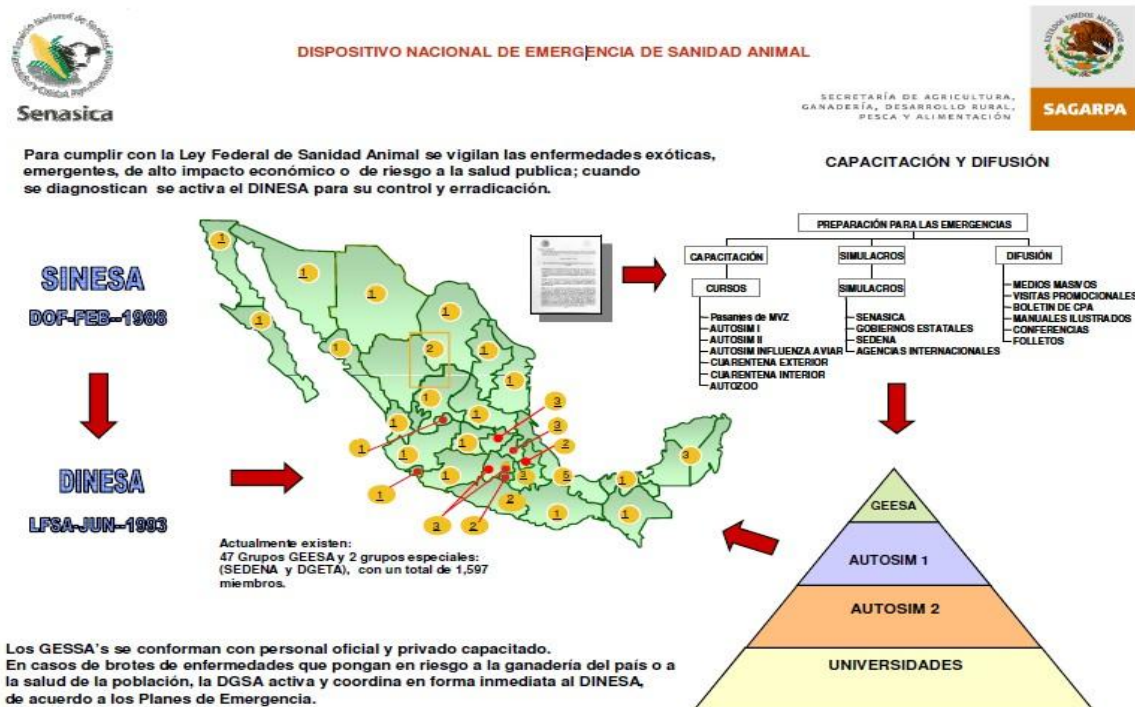 DISPOSITIVO NACIONAL DE EMERGENCIA DE SANIDAD ANIMAL
Senasica
SECRETARÍA DE AGRICULTURA,
GANADERÍA, DESARROLLO RURAL,
PESCA Y ALIMENTACIÓN
ESTADOS UNIDOS MEXICANOS
SAGARPA
Para cumplir con la Ley Federal de Sanidad Animal se vigilan las enfermedades exóticas,
emergentes, de alto impacto económico o de riesgo a la salud publica; cuando
se diagnostican se activa el DINESA para su control y erradicación.
SINESA
DOF-FEB--1988
DINESA
LFSA-JUN--1993
1
1
1
1
1
1
2
1
1
1
1
1
1
1
1
1
1
3
3
2
3
5
3
1
1
1
2
3
2
1
Actualmente existen:
47 Grupos GEESA y 2 grupos especiales:
(SEDENA y DGETA), con un total de 1,597
miembros.
CAPACITACIÓN Y DIFUSIÓN
PREPARACIÓN PARA LAS EMERGENCIAS
CAPACITACIÓN
CURSOS
Pasantes de MVZ
AUTOSIM I
AUTOSIM II
AUTOSIM INFLUENZA AVIAR
CUARENTENA EXTERIOR
CUARENTENA INTERIOR
AUTOZOO
SIMULACROS
SIMULACROS
SENASICA
GOBIERNOS ESTATALES
SEDENA
AGENCIAS INTERNACIONALES
DIFUSIÓN
MEDIOS MASIVOS
VISITAS PROMOCIONALES
BOLETIN DE CPA
MANUALES ILUSTRADOS
CONFERENCIAS
FOLLETOS
GEESA
AUTOSIM 1
AUTOSIM 2
UNIVERSIDADES
Los GESSA's se conforman con personal oficial y privado capacitado.
En casos de brotes de enfermedades que pongan en riesgo a la ganadería del país o a
la salud de la población, la DGSA activa y coordina en forma inmediata al DINESA,
de acuerdo a los Planes de Emergencia.